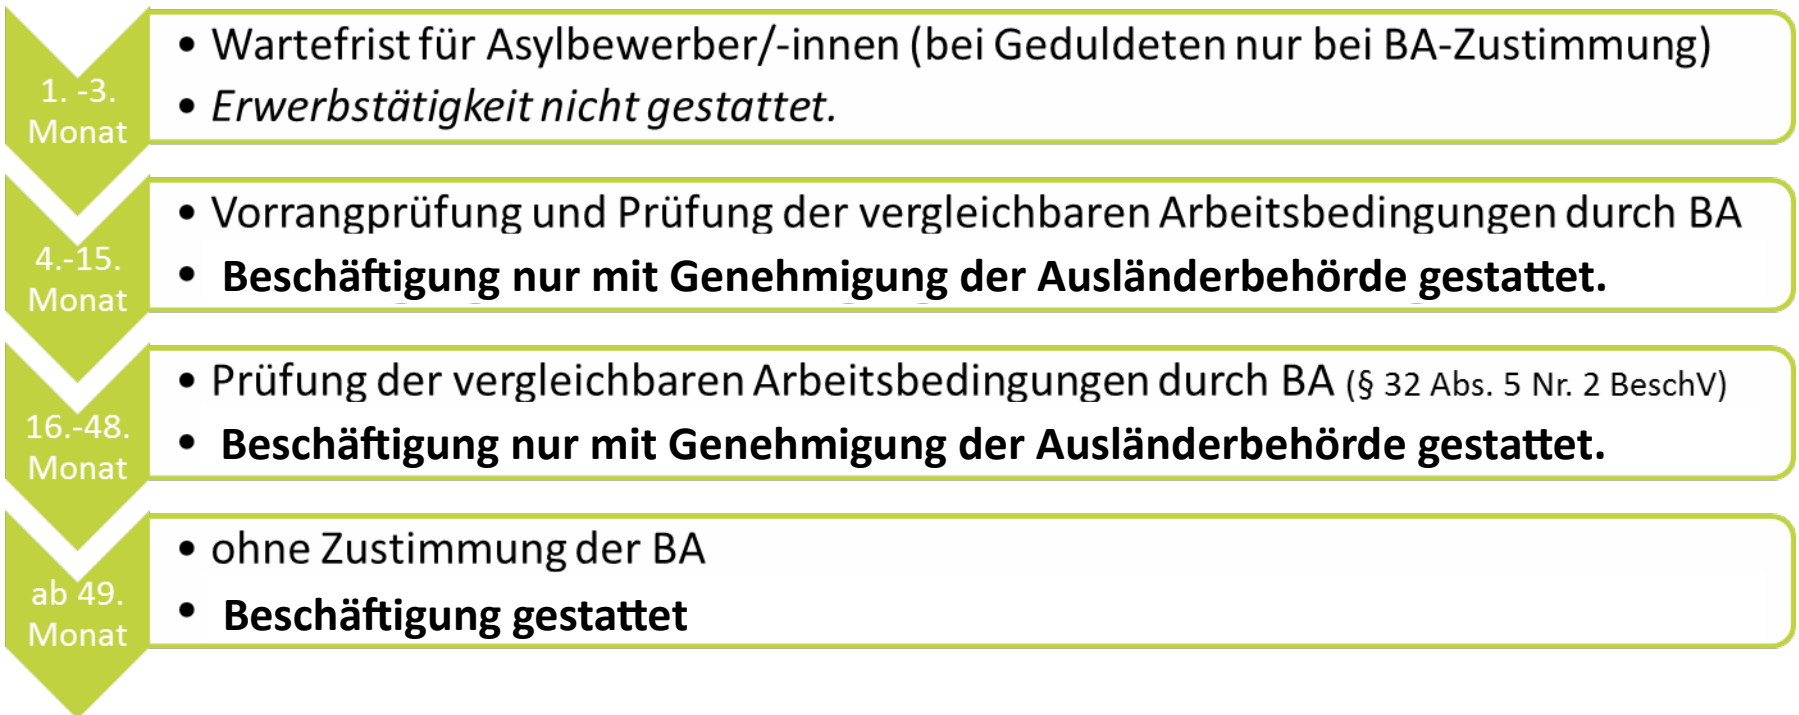 1. -3.
Monat
• Wartefrist für Asylbewerber/-innen (bei Geduldeten nur bei BA-Zustimmung)
• Erwerbstätigkeit nicht gestattet.
4.-15.
Monat
• Vorrangprüfung und Prüfung der vergleichbaren Arbeitsbedingungen durch BA
• Beschäftigung nur mit Genehmigung der Ausländerbehörde gestattet.
16.-48.
Monat
• Prüfung der vergleichbaren Arbeitsbedingungen durch BA (§ 32 Abs. 5 Nr. 2 BeschV)
• Beschäftigung nur mit Genehmigung der Ausländerbehörde gestattet.
ab 49.
Monat
• ohne Zustimmung der BA
• Beschäftigung gestattet